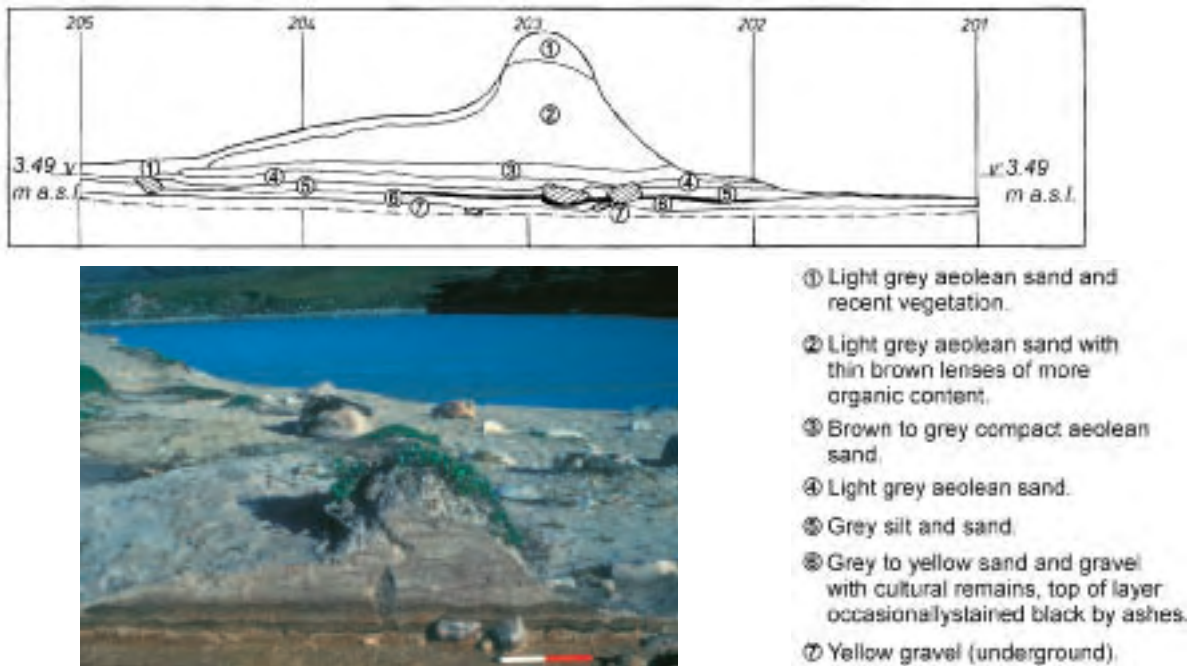 205 204 203 202 201
①
②
3.49 v ① ③ v 3.49
m a.s.l. ④ ④ m a.s.l.
⑤ ⑤
⑥ ⑥
⑦ ⑦
① Light grey aeolean sand and
recent vegetation.
② Light grey aeolean sand with
thin brown lenses of more
organic content.
③ Brown to grey compact aeolean
sand.
④ Light grey aeolean sand.
⑤ Grey silt and sand.
⑥ Grey to yellow sand and gravel
with cultural remains, top of layer
occasionallystained black by ashes.
⑦ Yellow gravel (underground).